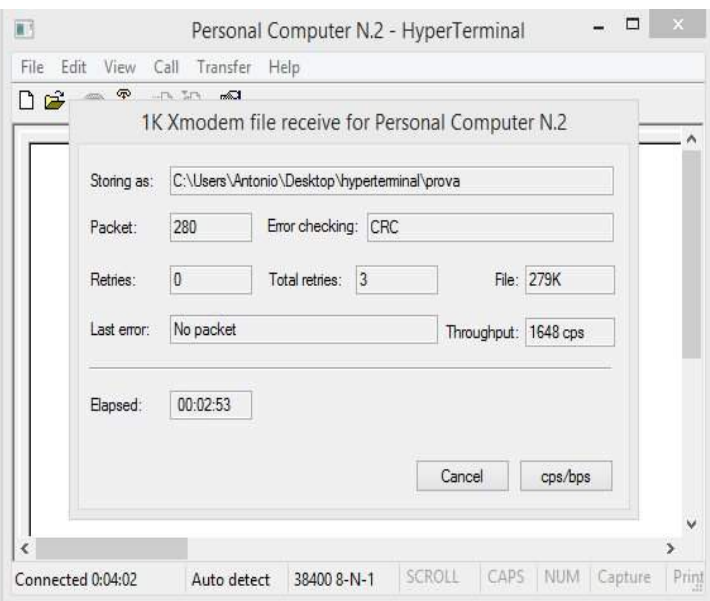 Personal Computer N.2 - HyperTerminal
File Edit View Call Transfer Help
1K Xmodem file receive for Personal Computer N.2
Storing as: C:\Users\Antonio\Desktop\hyperterminal\prova
Packet: 280 Error checking: CRC
Retries: 0 Total retries: 3 File: 279K
Last error: No packet Throughput: 1648 cps
Elapsed: 00:02:53
Cancel cps/bps
Connected 0:04:02 Auto detect 38400 8-N-1 SCROLL CAPS NUM Capture Print